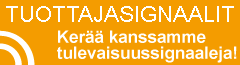 TUOTTAJASIGNAALIT
Kerää kanssamme
tulevaisuussignaaleja!